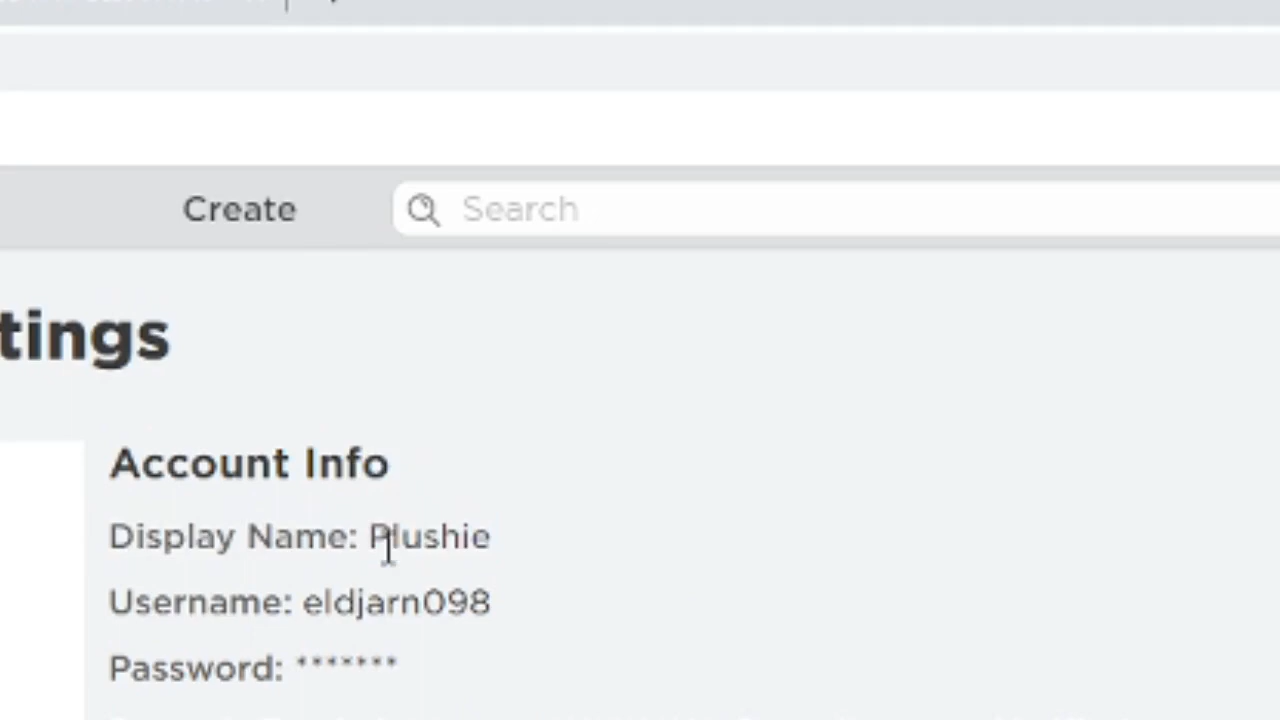 Create
Search
tings
Account Info
Display Name: Plushie
Username: eldjarn098
Password: *******